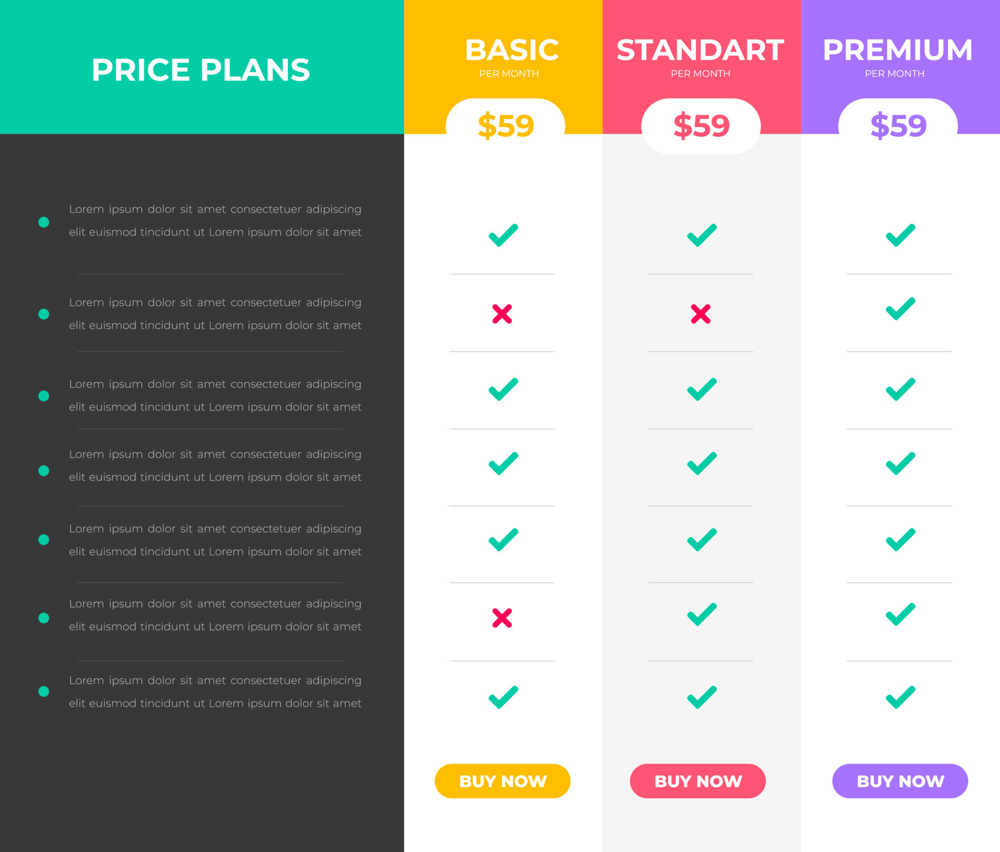 PRICE PLANS
BASIC
PER MONTH
$59
STANDART
PER MONTH
$59
PREMIUM
PER MONTH
$59
Lorem ipsum dolor sit amet consectetuer adipiscing
elit euismod tincidunt ut Lorem ipsum dolor sit amet
Lorem ipsum dolor sit amet consectetuer adipiscing
elit euismod tincidunt ut Lorem ipsum dolor sit amet
Lorem ipsum dolor sit amet consectetuer adipiscing
elit euismod tincidunt ut Lorem ipsum dolor sit amet
Lorem ipsum dolor sit amet consectetuer adipiscing
elit euismod tincidunt ut Lorem ipsum dolor sit amet
Lorem ipsum dolor sit amet consectetuer adipiscing
elit euismod tincidunt ut Lorem ipsum dolor sit amet
Lorem ipsum dolor sit amet consectetuer adipiscing
elit euismod tincidunt ut Lorem ipsum dolor sit amet
Lorem ipsum dolor sit amet consectetuer adipiscing
elit euismod tincidunt ut Lorem ipsum dolor sit amet
BUY NOW
BUY NOW
BUY NOW